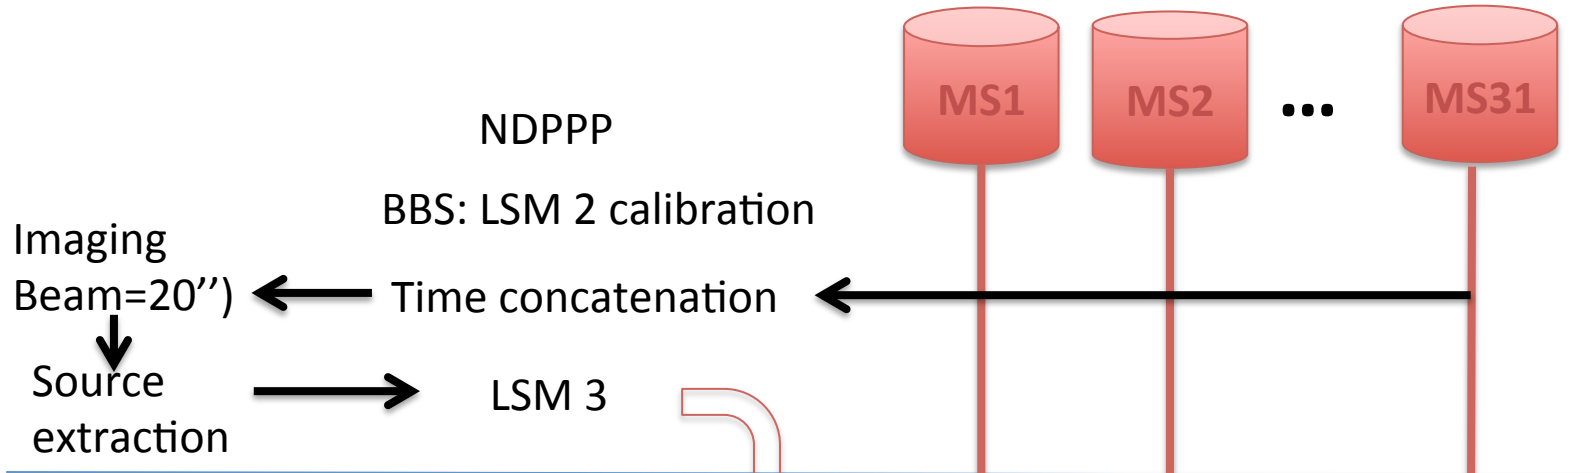 MS1
MS2
...
MS31
NDPPP
BBS: LSM 2 calibration
Imaging
Beam=20’’)
Time concatenation
Source
extraction
LSM 3